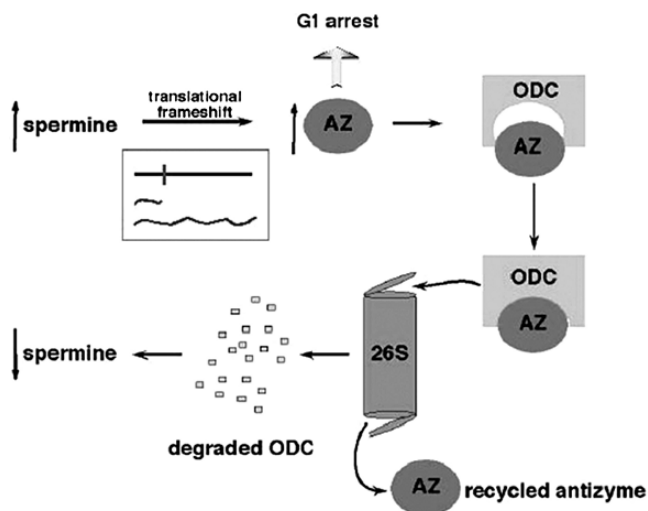 G1 arrest
translational
frameshift
spermine
AZ
ODC
AZ
ODC
AZ
26S
spermine
degraded ODC
AZ
recycled antizyme